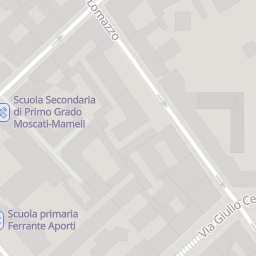 Lomazzo
Scuola Secondaria
di Primo Grado
Moscati-Mameli
Scuola primaria
Ferrante Aporti
Via Giulio Ce